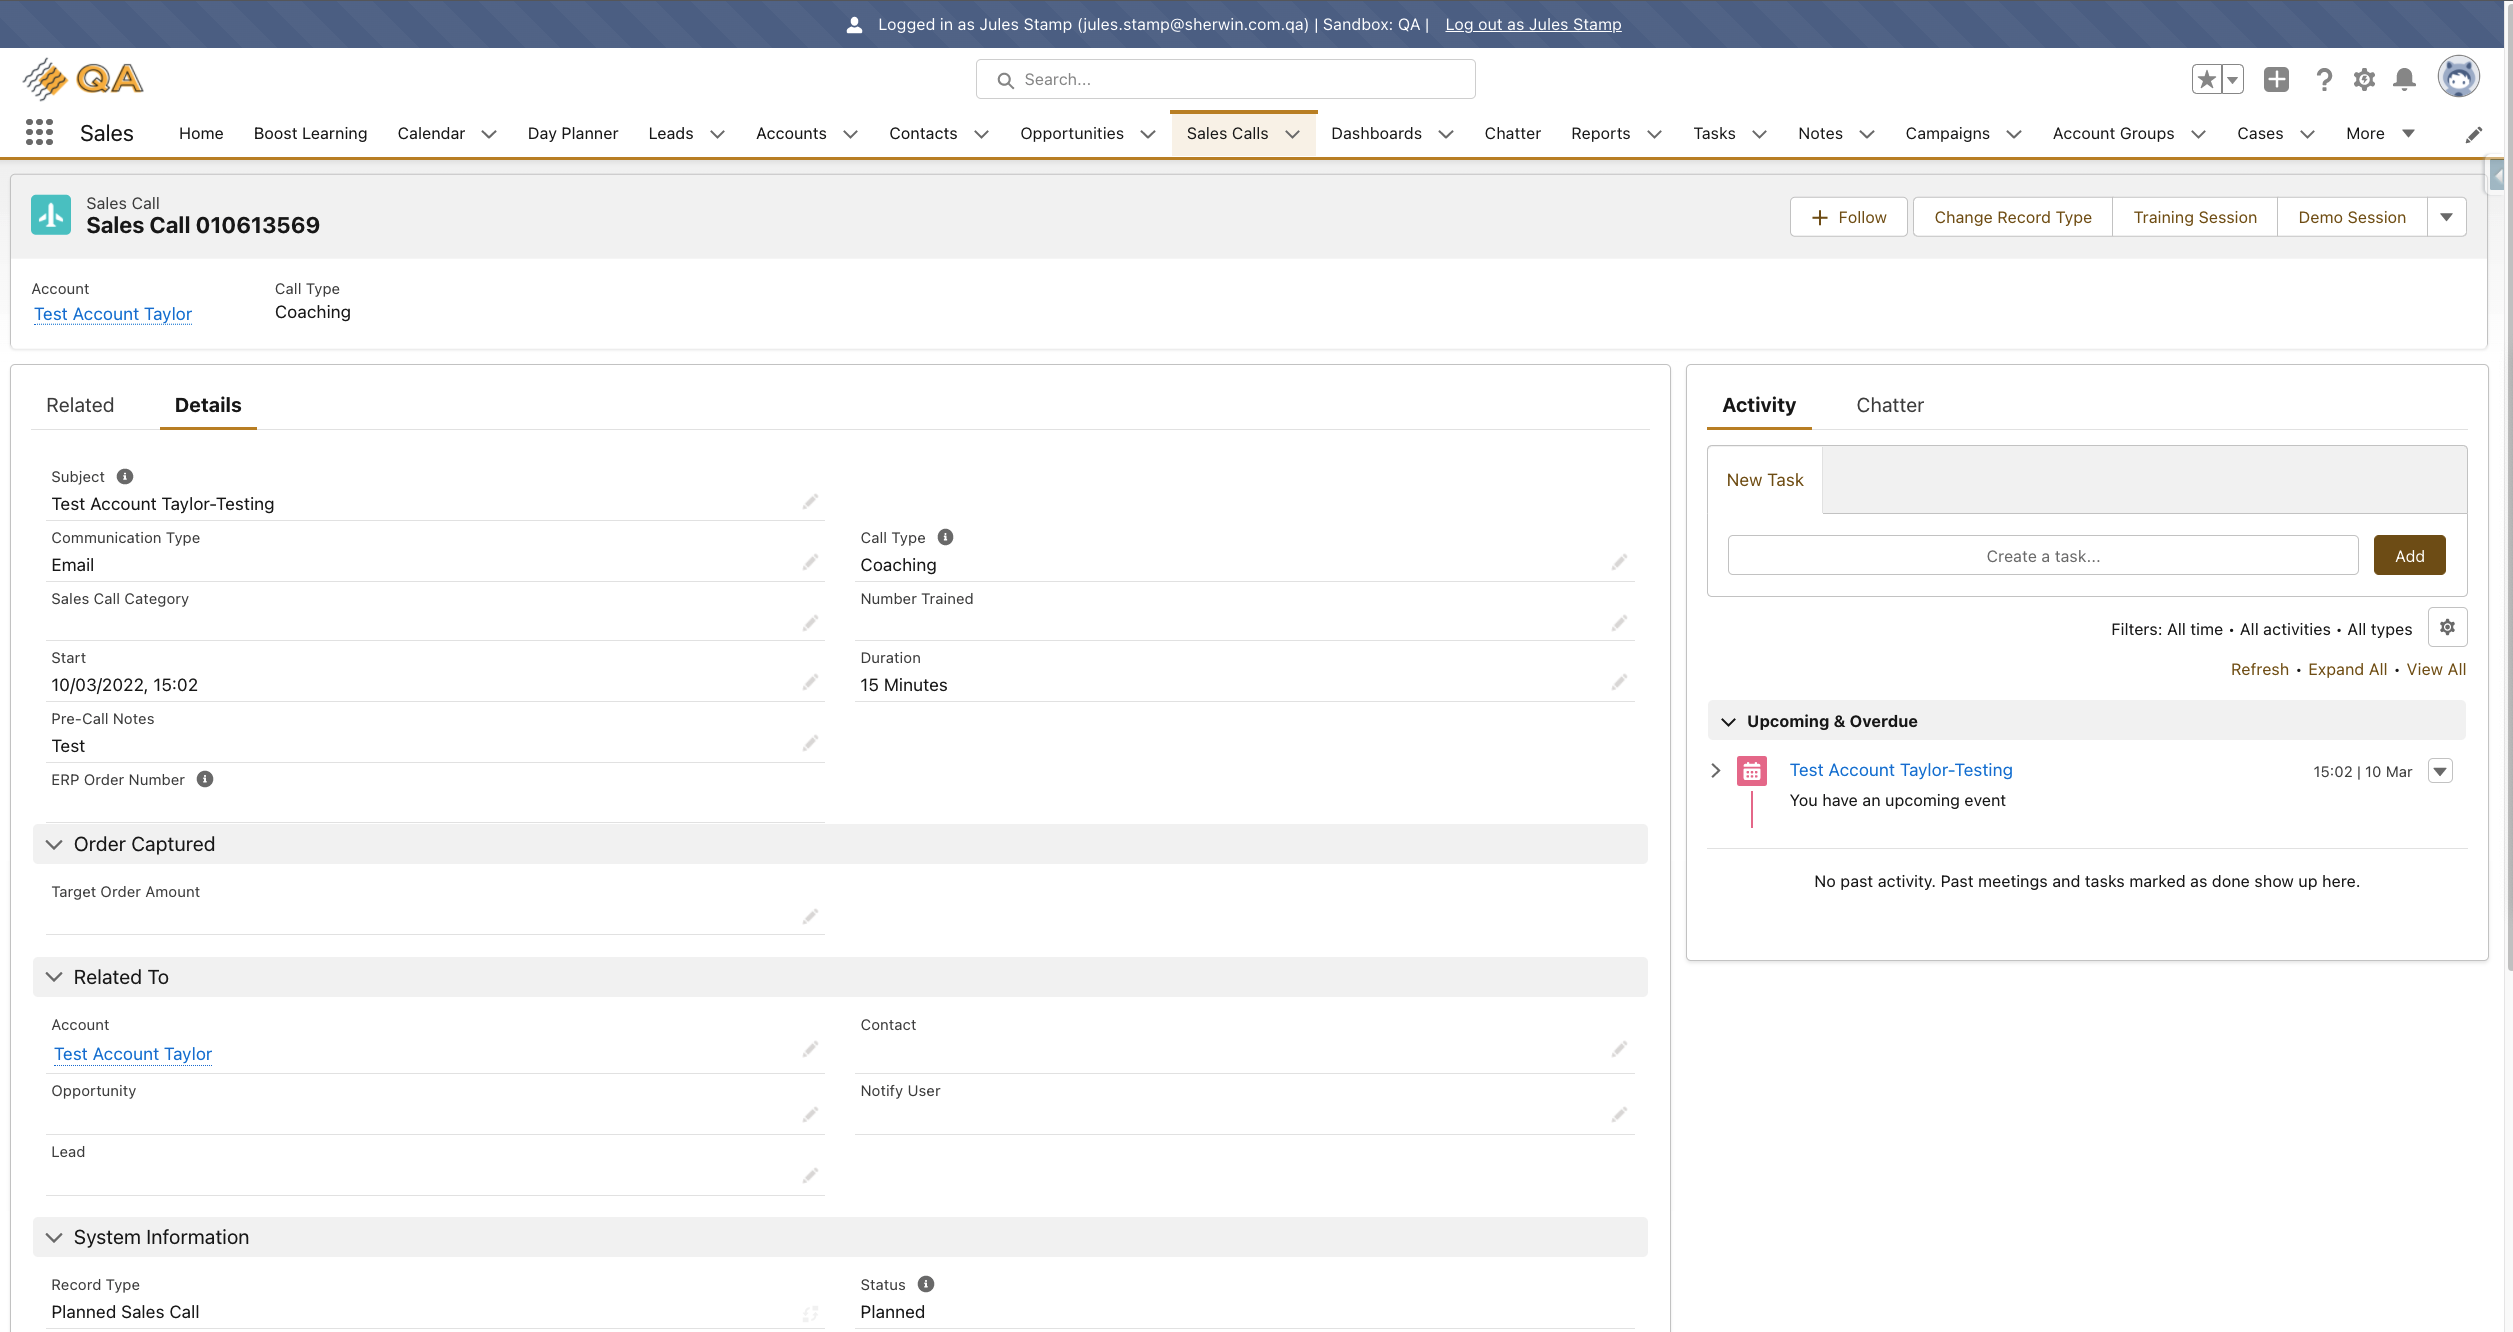 Logged in as Jules Stamp (jules.stamp@sherwin.com.qa) | Sandbox: QA | Log out as Jules Stamp
QA
Search...
Sales Home Boost Learning Calendar Day Planner Leads Accounts Contacts Opportunities Sales Calls Dashboards Chatter Reports Tasks Notes Campaigns Account Groups Cases More
Sales Call
Sales Call 010613569
Follow Change Record Type Training Session Demo Session
Account Call Type
Test Account Taylor Coaching
Related Details
Subject
Test Account Taylor-Testing
Communication Type Call Type
Email Coaching
Sales Call Category Number Trained
Start Duration
10/03/2022, 15:02 15 Minutes
Pre-Call Notes
Test
ERP Order Number
Order Captured
Target Order Amount
Related To
Account Contact
Test Account Taylor
Opportunity Notify User
Lead
System Information
Record Type Status
Planned Sales Call Planned
Activity Chatter
New Task
Create a task... Add
Filters: All time • All activities • All types
Refresh • Expand All • View All
Upcoming & Overdue
Test Account Taylor-Testing 15:02 | 10 Mar
You have an upcoming event
No past activity. Past meetings and tasks marked as done show up here.